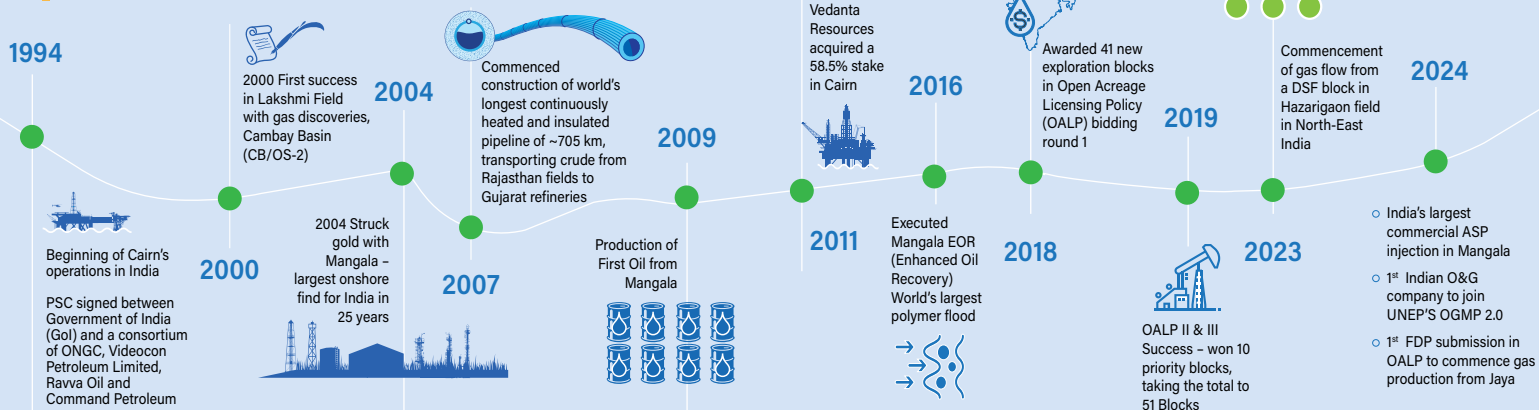 1994
Beginning of Cairn's
operations in India
PSC signed between
Government of India
(GoI) and a consortium
of ONGC, Videocon
Petroleum Limited,
Ravva Oil and
Command Petroleum
2000 First success
in Lakshmi Field
with gas discoveries,
Cambay Basin
(CB/OS-2)
2000
2004
2004 Struck
gold with
Mangala –
largest onshore
find for India in
25 years
Commenced
construction of world's
longest continuously
heated and insulated
pipeline of ~705 km,
transporting crude from
Rajasthan fields to
Gujarat refineries
2007
2009
Production of
First Oil from
Mangala
Vedanta
Resources
acquired a
58.5% stake
in Cairn
2011
2016
Executed
Mangala EOR
(Enhanced Oil
Recovery)
World's largest
polymer flood
$
Awarded 41 new
exploration blocks
in Open Acreage
Licensing Policy
(OALP) bidding
round 1
2018
2019
OALP II & III
Success – won 10
priority blocks,
taking the total to
51 Blocks
Commencement
of gas flow from
a DSF block in
Hazarigaon field
in North-East
India
2023
2024
India's largest
commercial ASP
injection in Mangala
1st Indian O&G
company to join
UNEP'S OGMP 2.0
1st FDP submission in
OALP to commence gas
production from Jaya